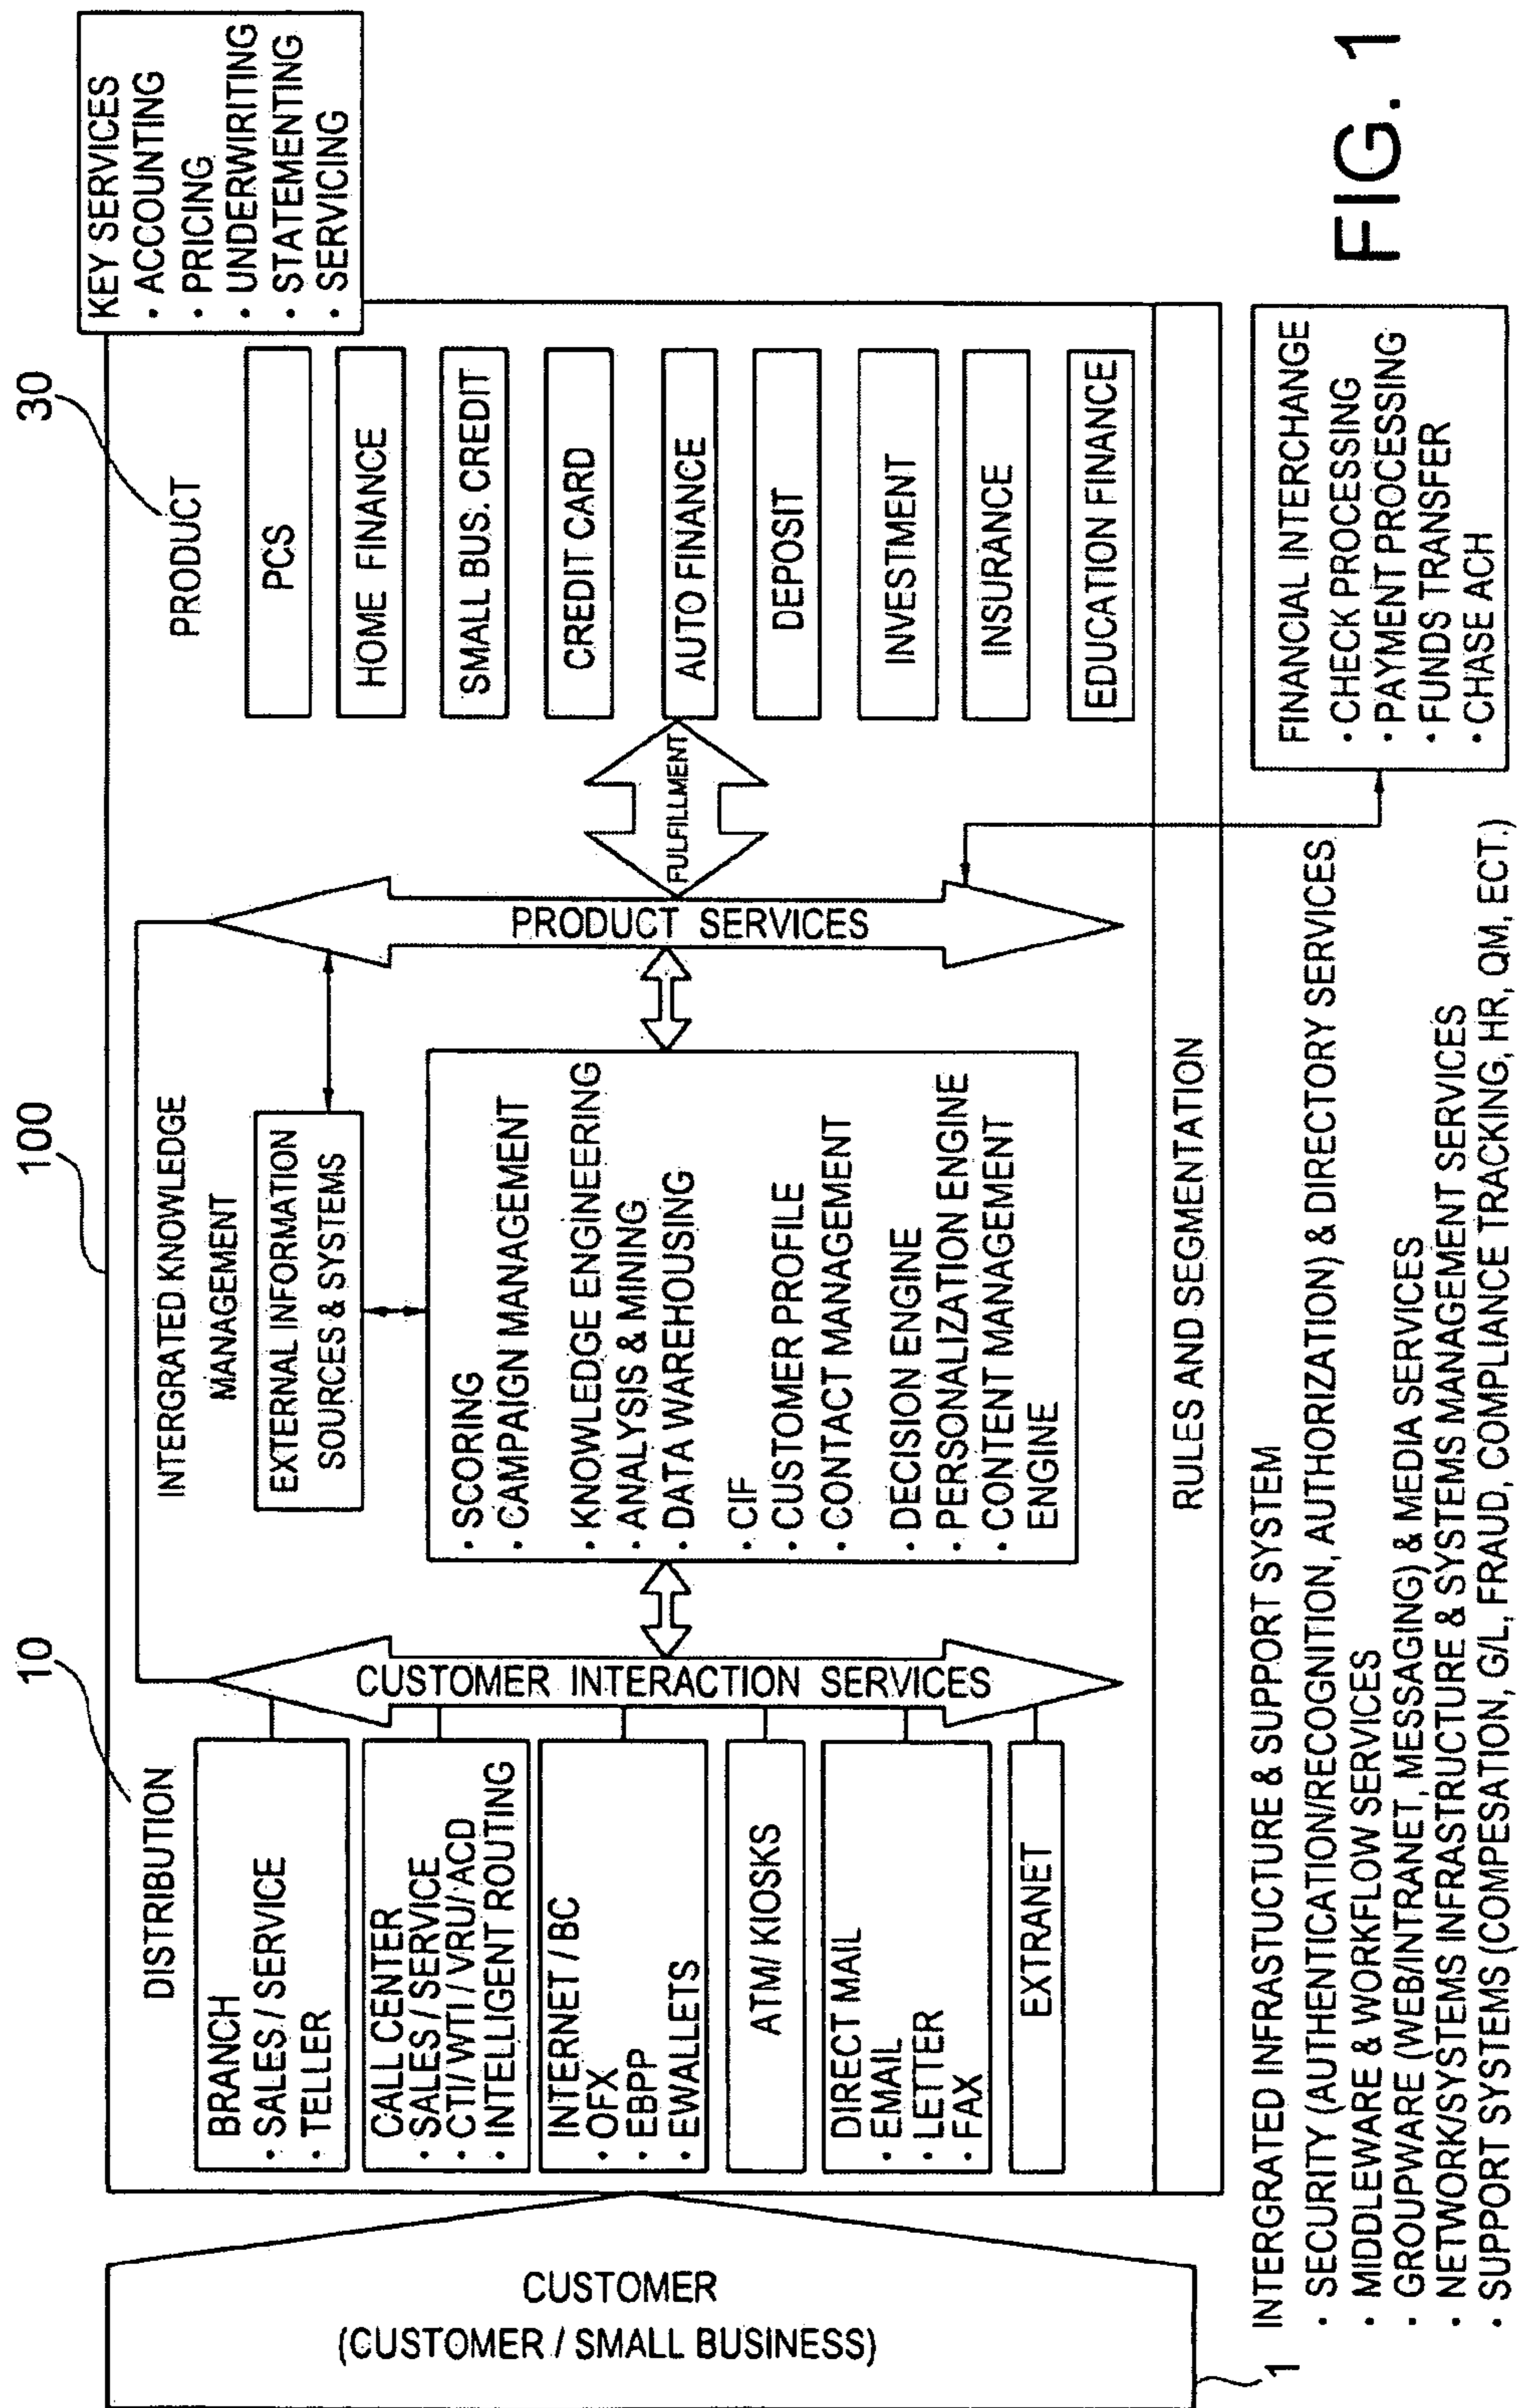 100
10
30
DISTRIBUTION
BRANCH
• SALES / SERVICE
• TELLER
CALL CENTER
• SALES / SERVICE
• CTI/ WTI / VRU/ ACD
• INTELLIGENT ROUTING
INTERNET / BC
• OFX
• EBPP
• EWALLETS
ATM/ KIOSKS
DIRECT MAIL
• EMAIL
• LETTER
• FAX
EXTRANET
CUSTOMER
(CUSTOMER / SMALL BUSINESS)
1
CUSTOMER INTERACTION SERVICES
INTERGRATED KNOWLEDGE
MANAGEMENT
EXTERNAL INFORMATION
SOURCES & SYSTEMS
• SCORING
• CAMPAIGN MANAGEMENT
• KNOWLEDGE ENGINEERING
• ANALYSIS & MINING
• DATA WAREHOUSING
• CIF
• CUSTOMER PROFILE
• CONTACT MANAGEMENT
• DECISION ENGINE
• PERSONALIZATION ENGINE
• CONTENT MANAGEMENT
ENGINE
PRODUCT SERVICES
FULFILLMENT
PRODUCT
PCS
HOME FINANCE
SMALL BUS. CREDIT
CREDIT CARD
AUTO FINANCE
DEPOSIT
INVESTMENT
INSURANCE
EDUCATION FINANCE
KEY SERVICES
• ACCOUNTING
• PRICING
• UNDERWIRITING
• STATEMENTING
• SERVICING
RULES AND SEGMENTATION
INTERGRATED INFRASTUCTURE & SUPPORT SYSTEM
• SECURITY (AUTHENTICATION/RECOGNITION, AUTHORIZATION) & DIRECTORY SERVICES
• MIDDLEWARE & WORKFLOW SERVICES
• GROUPWARE (WEB/INTRANET, MESSAGING) & MEDIA SERVICES
• NETWORK/SYSTEMS INFRASTRUCTURE & SYSTEMS MANAGEMENT SERVICES
• SUPPORT SYSTEMS (COMPESATION, G/L, FRAUD, COMPLIANCE TRACKING, HR, QM, ECT.)
FINANCIAL INTERCHANGE
• CHECK PROCESSING
• PAYMENT PROCESSING
• FUNDS TRANSFER
• CHASE ACH
FIG. 1